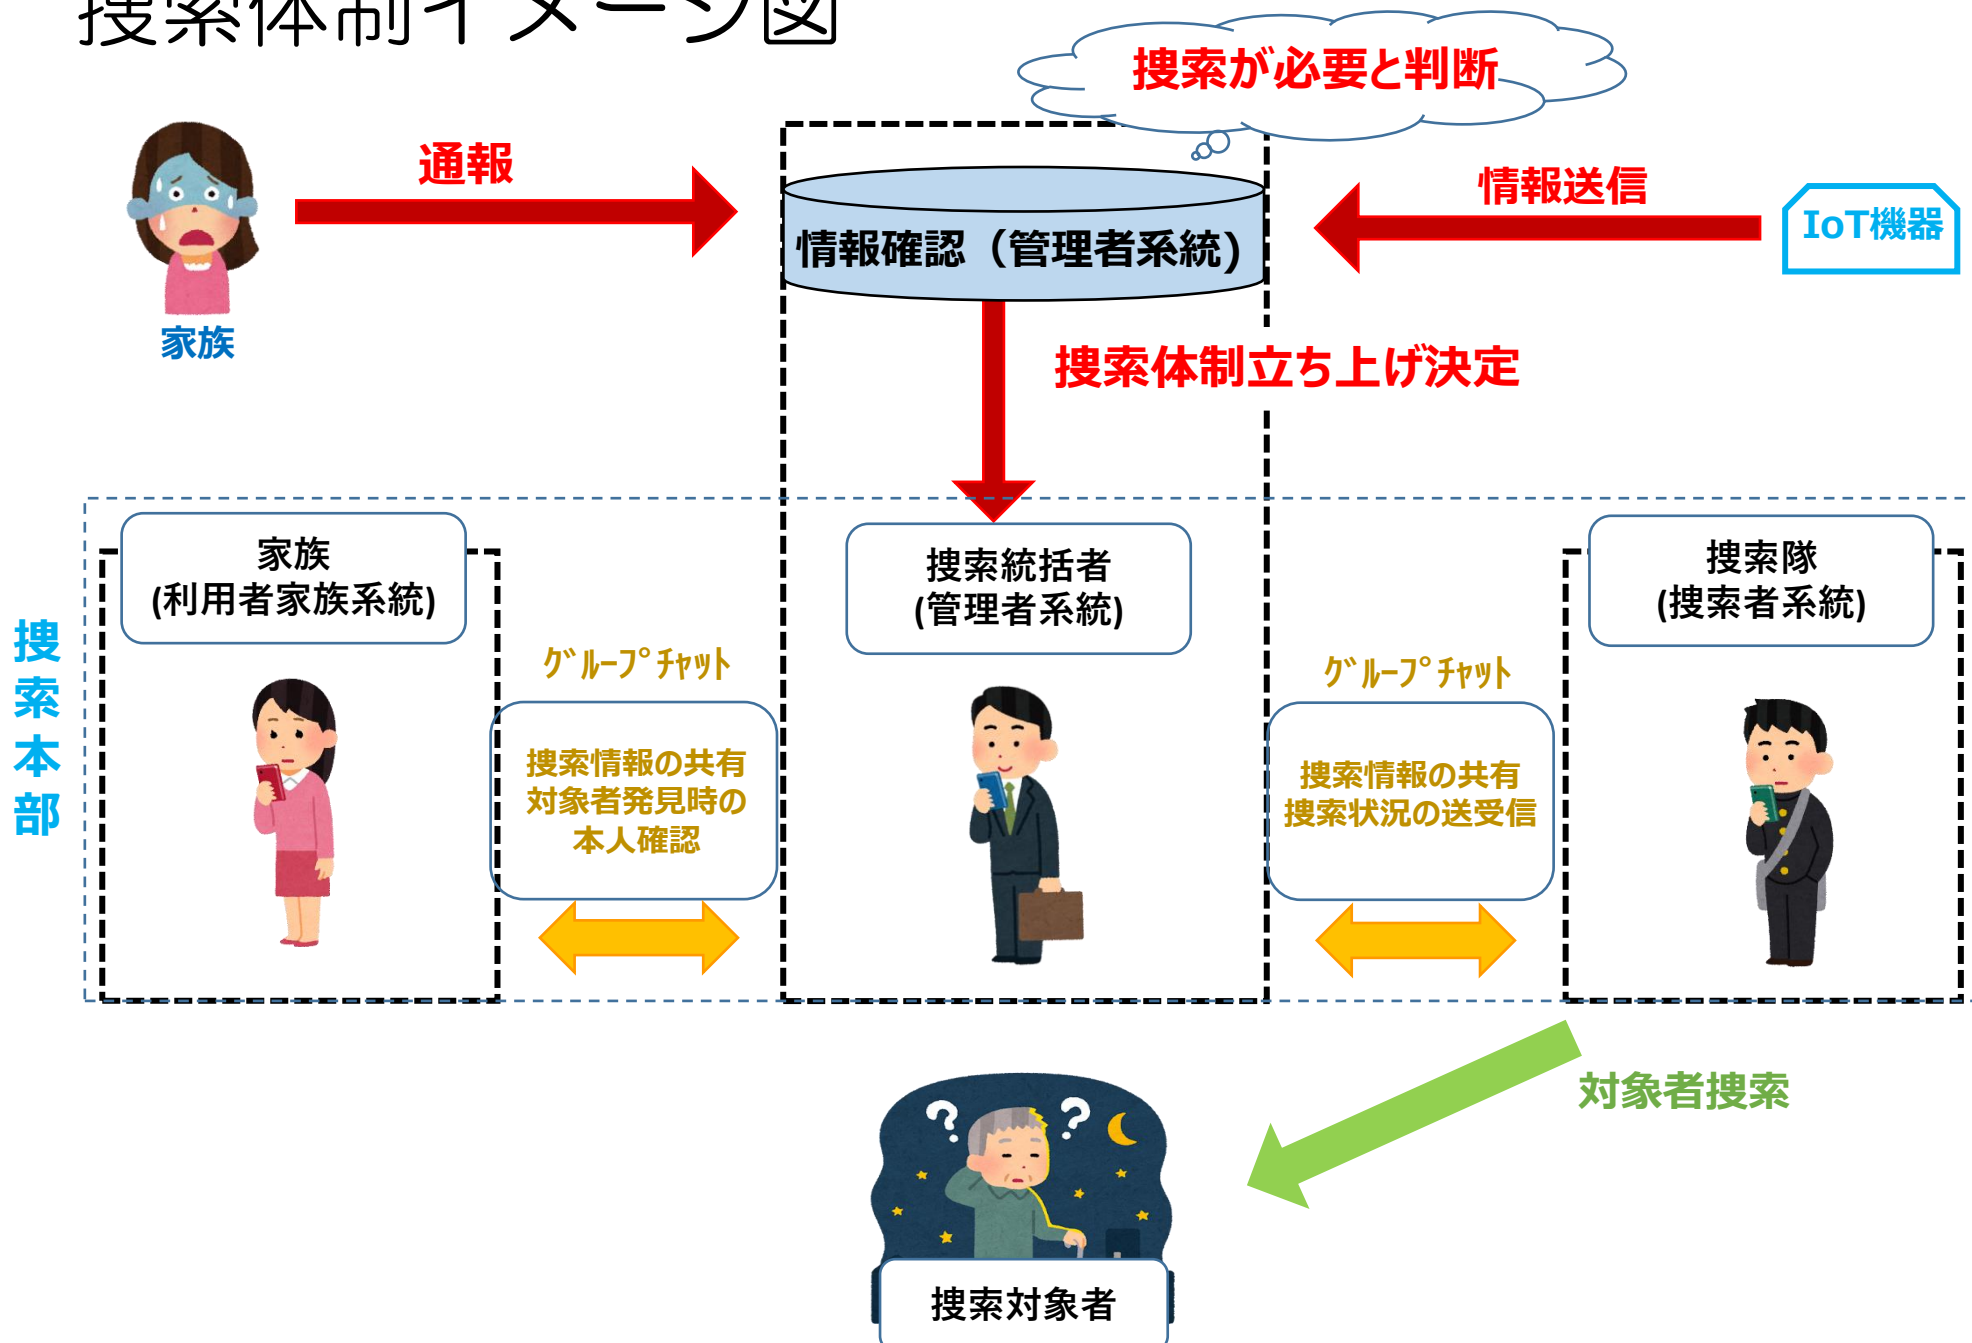 捜索体制イメージ図
捜索が必要と判断
通報
情報送信
IoT機器
情報確認（管理者系統)
家族
捜索体制立ち上げ決定
捜索本部
家族
(利用者家族系統)
捜索統括者
(管理者系統)
捜索隊
(捜索者系統)
ｸﾞﾙｰﾌﾟﾁｬｯﾄ
捜索情報の共有
対象者発見時の
本人確認
ｸﾞﾙｰﾌﾟﾁｬｯﾄ
捜索情報の共有
捜索状況の送受信
対象者捜索
捜索対象者